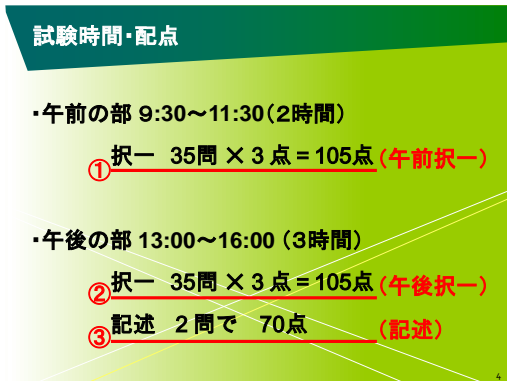 試験時間・配点
・午前の部 9:30～11:30（2時間）
① 択一　35問 × 3 点 = 105点（午前択一）
・午後の部 13:00～16:00 （3時間）
② 択一　35問 × 3 点 = 105点（午後択一）
③ 記述　2問で　70点　（記述）
4